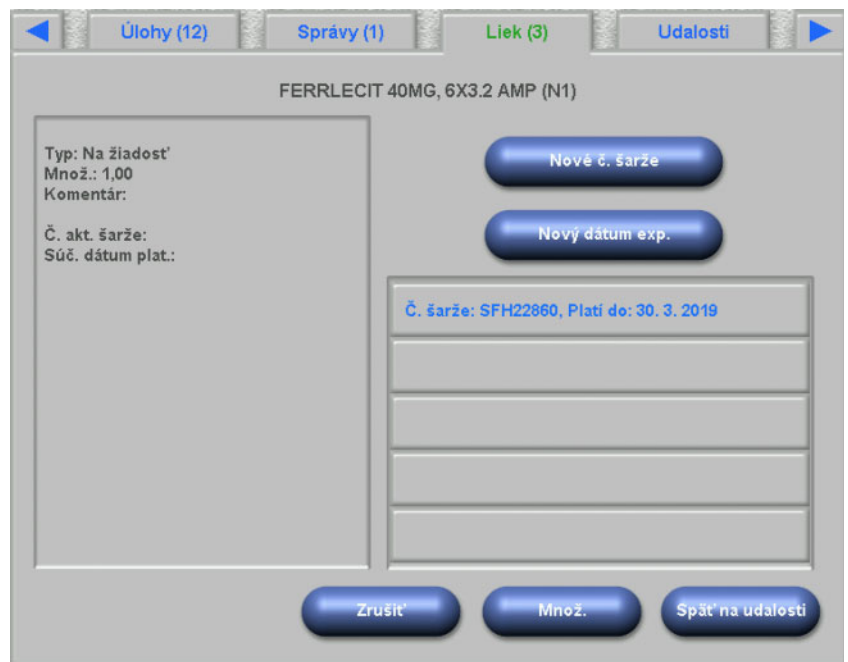 Úlohy (12)
Správy (1)
Liek (3)
Udalosti
FERRLECIT 40MG, 6X3.2 AMP (N1)
Typ: Na žiadosť
Množ.: 1,00
Komentár:
Č. akt. šarže:
Súč. dátum plat.:
Nové č. šarže
Nový dátum exp.
Č. šarže: SFH22860, Platí do: 30. 3. 2019
Zrušiť
Množ.
Späť na udalosti